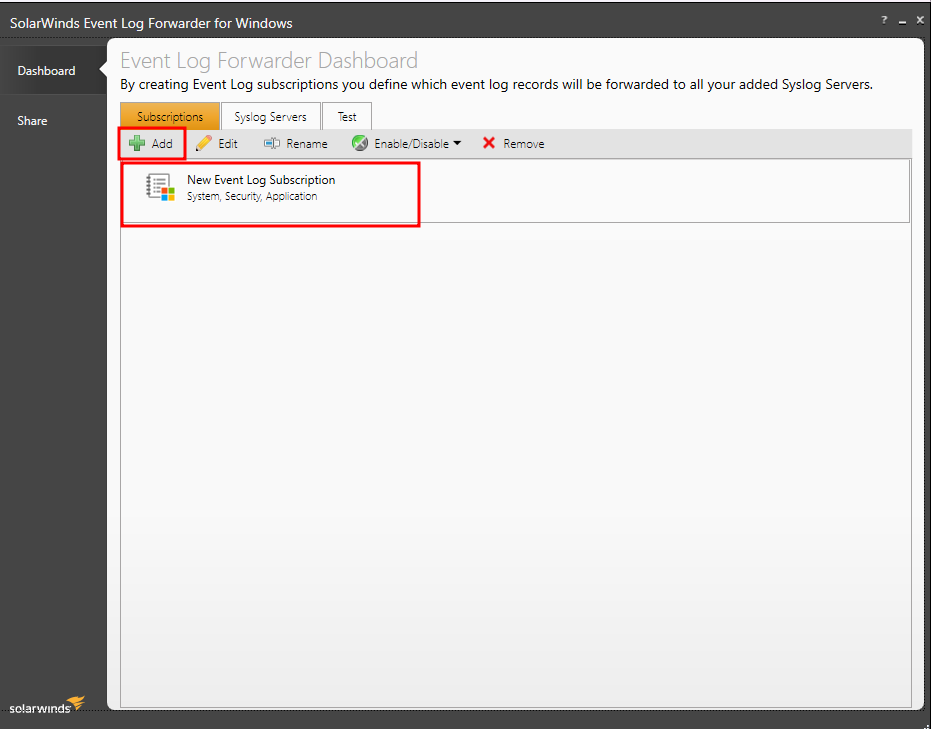 SolarWinds Event Log Forwarder for Windows
?
Dashboard
Share
Event Log Forwarder Dashboard
By creating Event Log subscriptions you define which event log records will be forwarded to all your added Syslog Servers.
Subscriptions Syslog Servers Test
Add Edit Rename Enable/Disable Remove
New Event Log Subscription
System, Security, Application
solarwinds